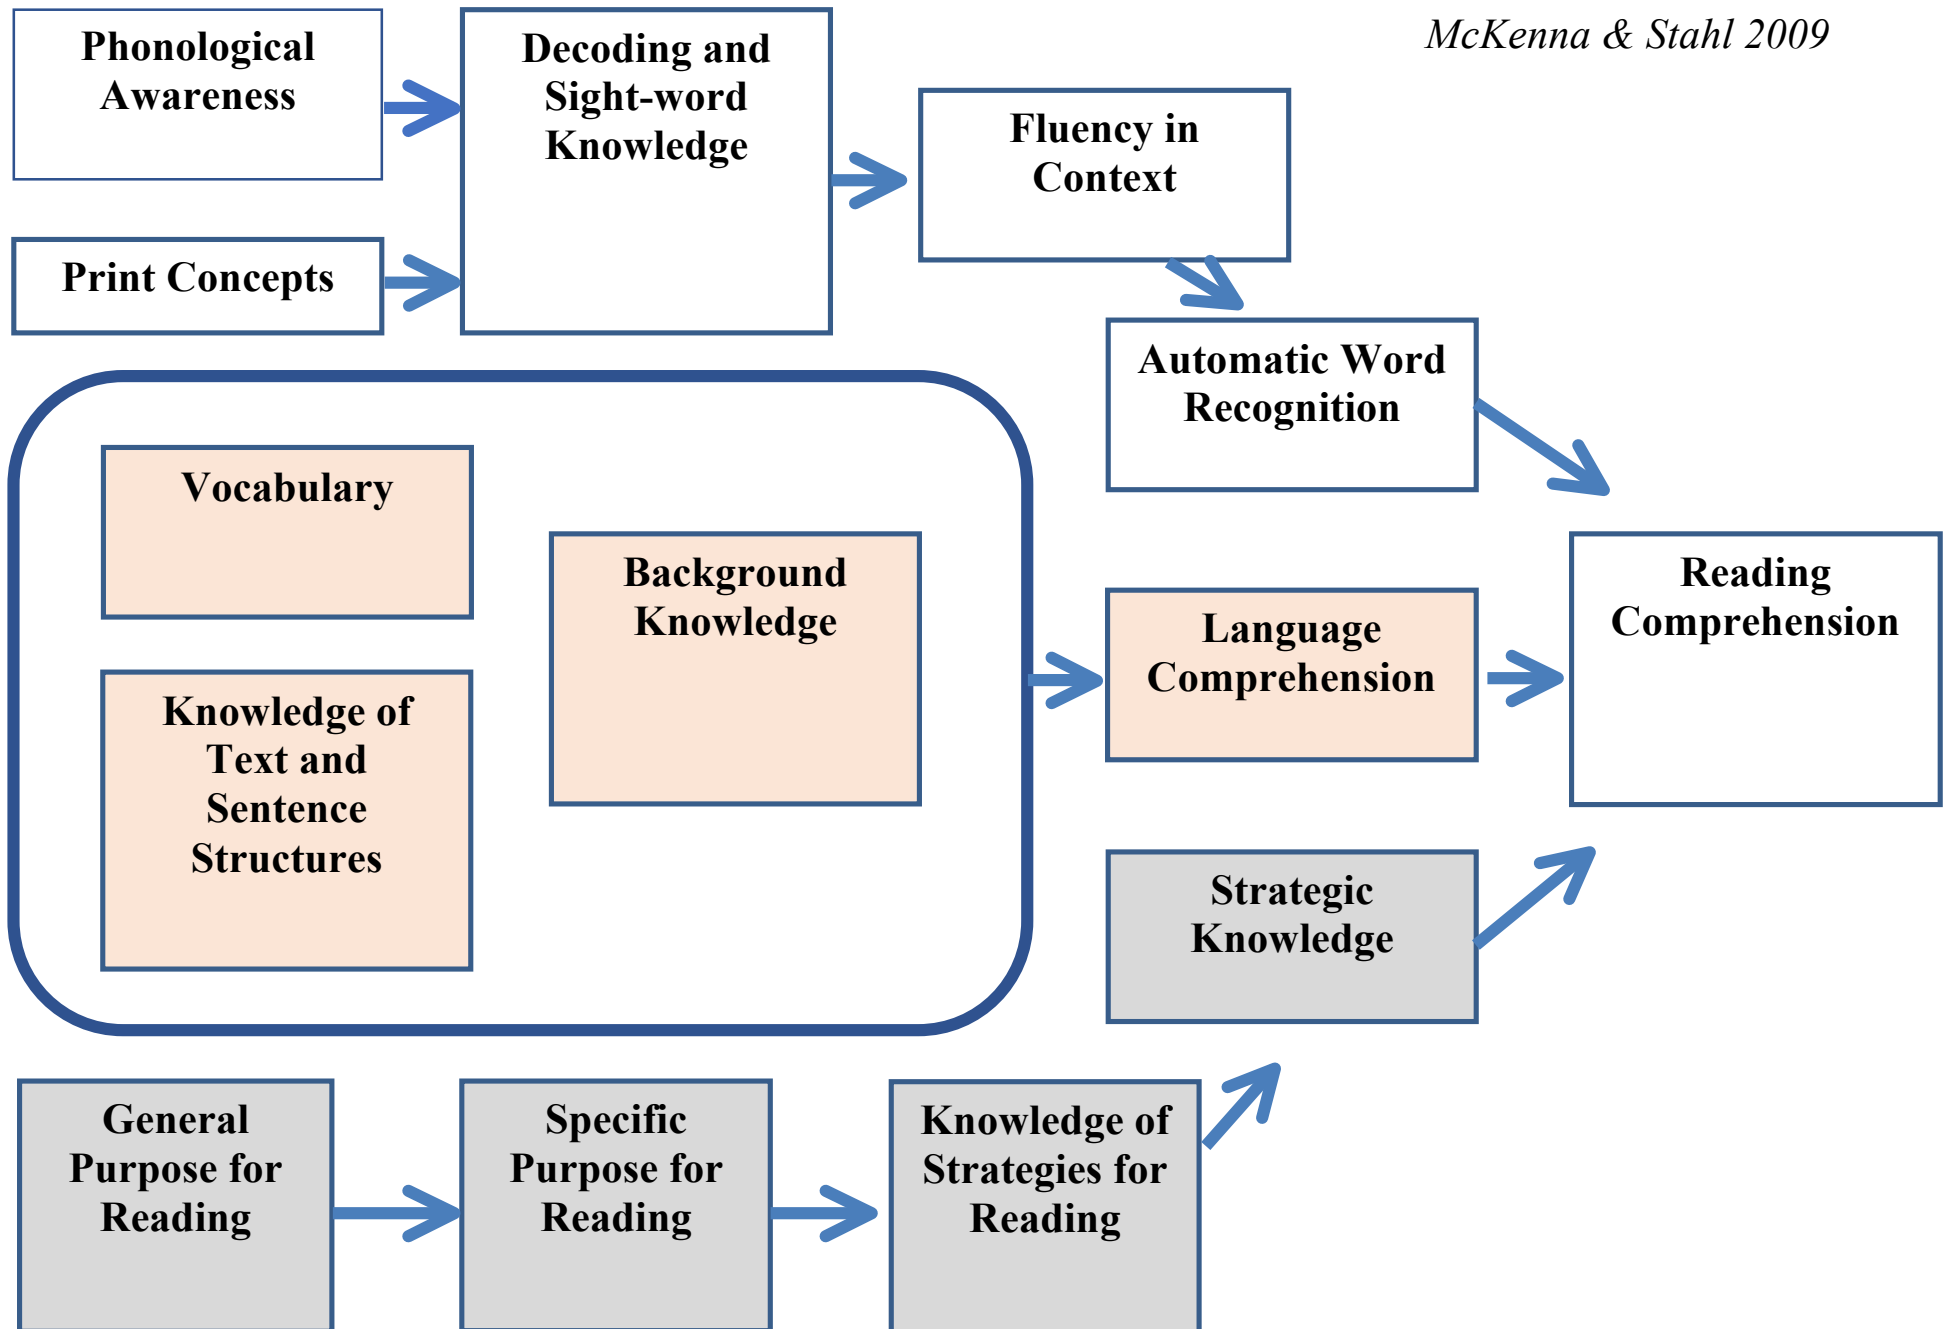 McKenna & Stahl 2009
Phonological
Awareness
Decoding and
Sight-word
Knowledge
Fluency in
Context
Print Concepts
Automatic Word
Recognition
Vocabulary
Background
Knowledge
Knowledge of
Text and
Sentence
Structures
Language
Comprehension
Reading
Comprehension
Strategic
Knowledge
General
Purpose for
Reading
Specific
Purpose for
Reading
Knowledge of
Strategies for
Reading